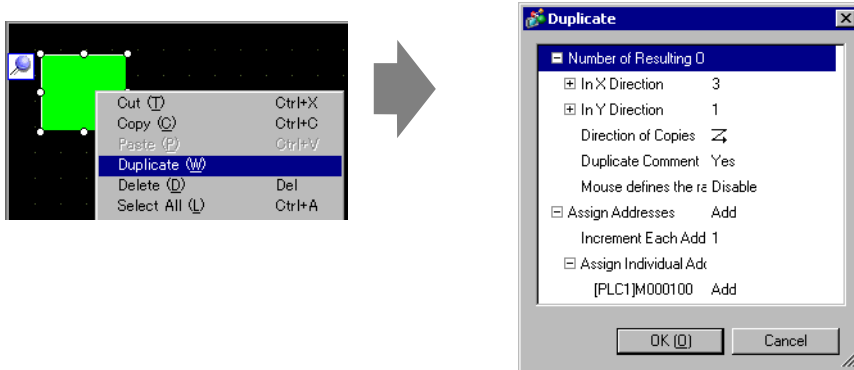 Cut (T) Ctrl+X
Copy (C) Ctrl+C
Paste (P) Ctrl+V
Duplicate (W)
Delete (D) Del
Select All (L) Ctrl+A
Duplicate
Number of Resulting O
In X Direction 3
In Y Direction 1
Direction of Copies
Duplicate Comment Yes
Mouse defines the ra Disable
Assign Addresses Add
Increment Each Add 1
Assign Individual Add
[PLC1]M000100 Add
OK (O) Cancel